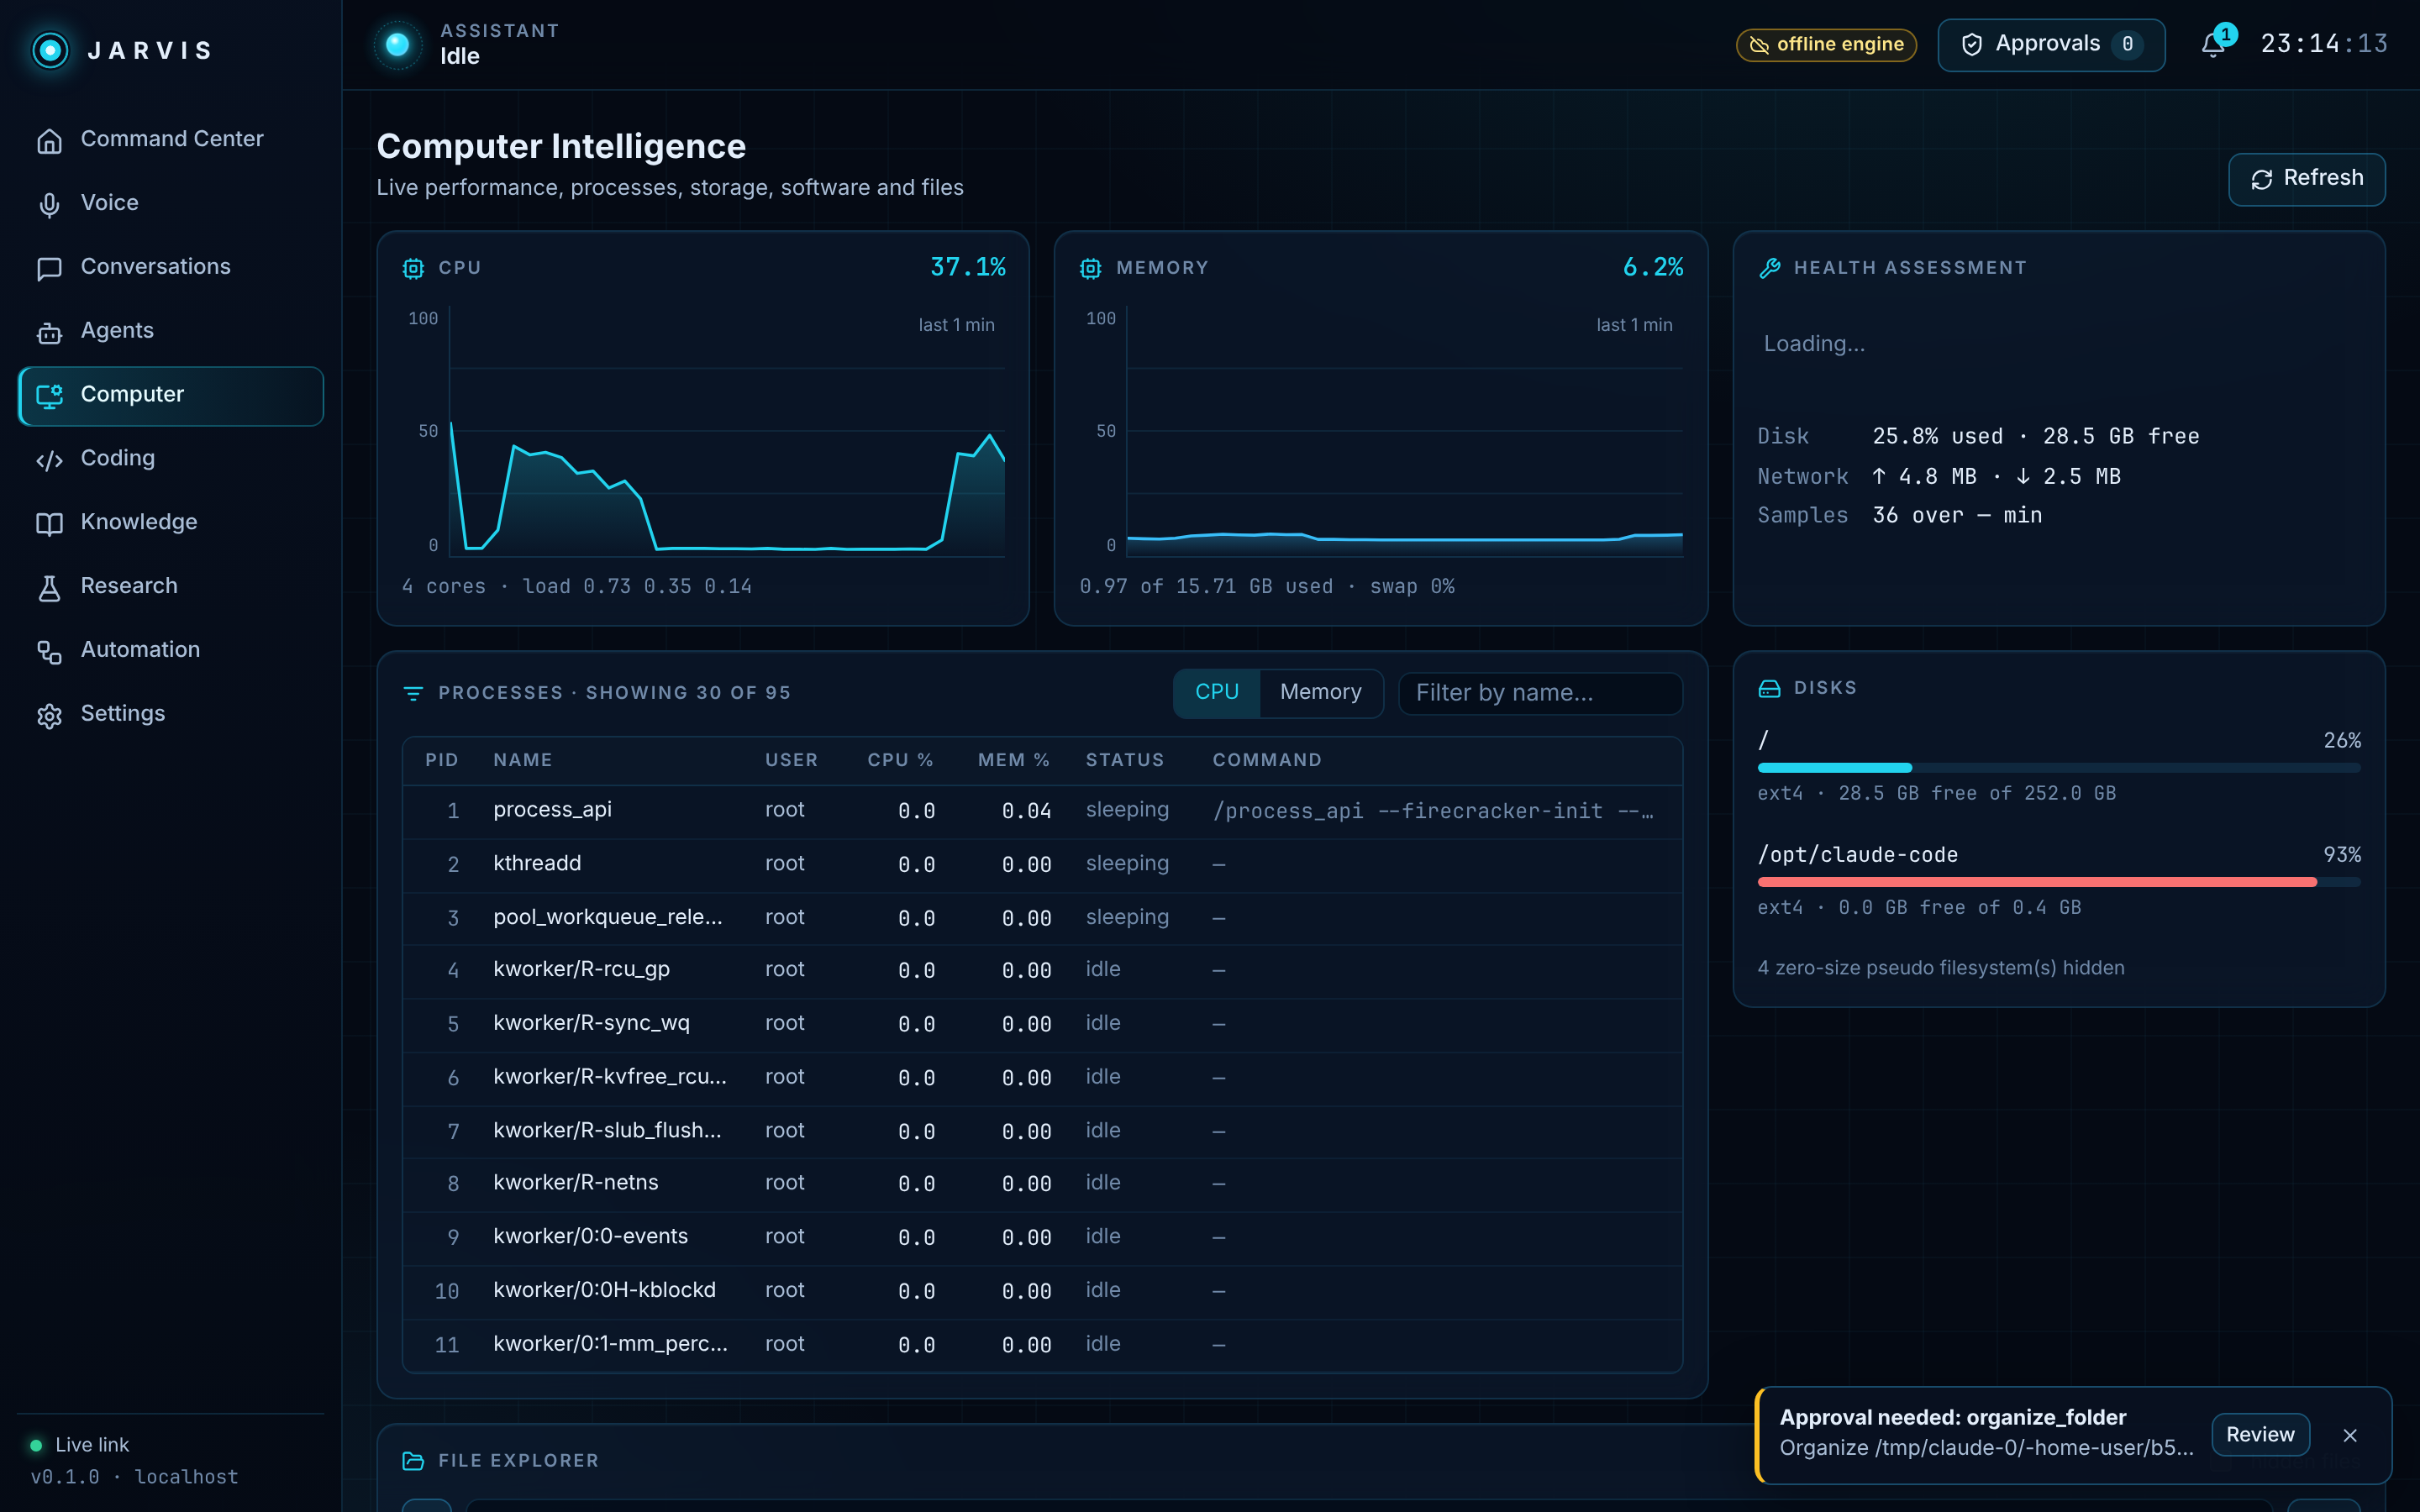 JARVIS
Command Center
Voice
Conversations
Agents
Computer
Coding
Knowledge
Research
Automation
Settings
Live link
v0.1.0 · localhost
ASSISTANT
Idle
offline engine
Approvals 0
1
23:14:13
Computer Intelligence
Live performance, processes, storage, software and files
Refresh
CPU 37.1%
last 1 min
100
50
0
4 cores · load 0.73 0.35 0.14
MEMORY 6.2%
last 1 min
100
50
0
0.97 of 15.71 GB used · swap 0%
HEALTH ASSESSMENT
Loading...
Disk 25.8% used · 28.5 GB free
Network ↑ 4.8 MB · ↓ 2.5 MB
Samples 36 over — min
PROCESSES · SHOWING 30 OF 95
CPU Memory Filter by name...
PID NAME USER CPU % MEM % STATUS COMMAND
1 process_api root 0.0 0.04 sleeping /process_api --firecracker-init --…
2 kthreadd root 0.0 0.00 sleeping —
3 pool_workqueue_rele... root 0.0 0.00 sleeping —
4 kworker/R-rcu_gp root 0.0 0.00 idle —
5 kworker/R-sync_wq root 0.0 0.00 idle —
6 kworker/R-kvfree_rcu... root 0.0 0.00 idle —
7 kworker/R-slub_flush... root 0.0 0.00 idle —
8 kworker/R-netns root 0.0 0.00 idle —
9 kworker/0:0-events root 0.0 0.00 idle —
10 kworker/0:0H-kblockd root 0.0 0.00 idle —
11 kworker/0:1-mm_perc... root 0.0 0.00 idle —
DISKS
/ 26%
ext4 · 28.5 GB free of 252.0 GB
/opt/claude-code 93%
ext4 · 0.0 GB free of 0.4 GB
4 zero-size pseudo filesystem(s) hidden
FILE EXPLORER
Approval needed: organize_folder
Organize /tmp/claude-0/-home-user/b5...
Review